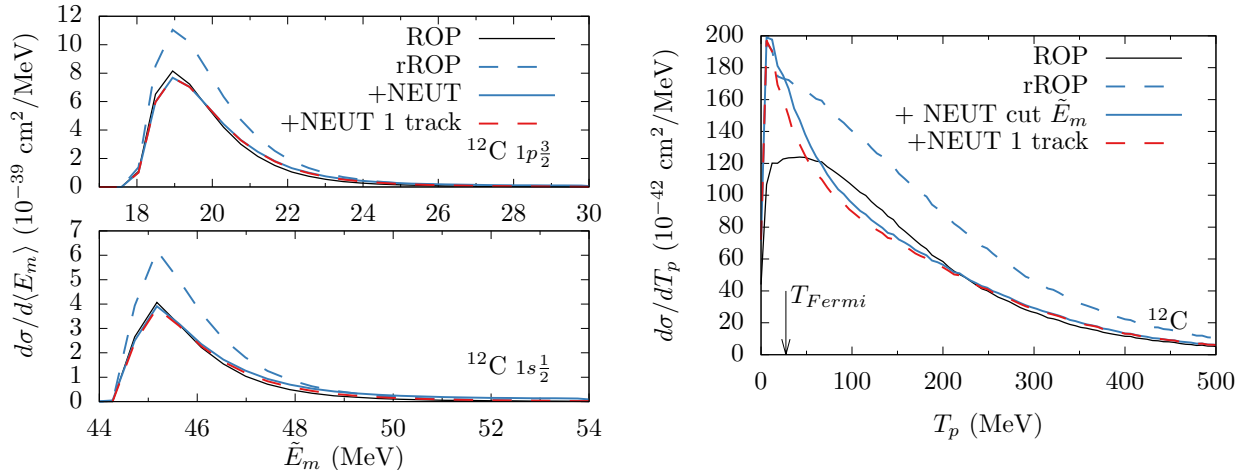 dσ/d⟨E_m⟩ (10⁻³⁹ cm²/MeV)
12
10
8
6
4
2
0
ROP
rROP
+NEUT
+NEUT 1 track
¹²C 1p3/2
18 20 22 24 26 28 30
7
6
5
4
3
2
1
0
¹²C 1s1/2
44 46 48 50 52 54
Ẽ_m (MeV)
dσ/dT_p (10⁻⁴² cm²/MeV)
200
180
160
140
120
100
80
60
40
20
0
ROP
rROP
+ NEUT cut Ẽ_m
+NEUT 1 track
T_Fermi
¹²C
0 100 200 300 400 500
T_p (MeV)